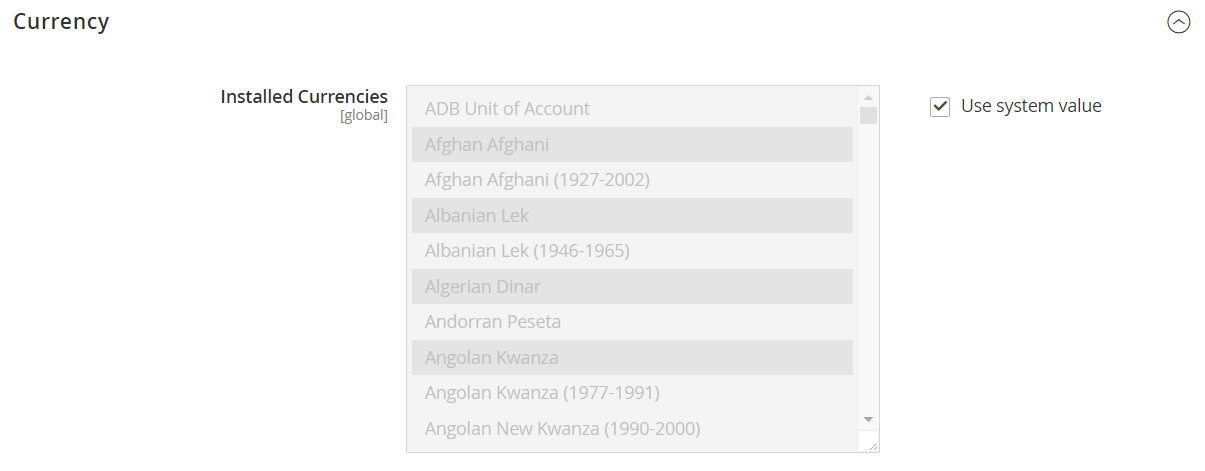 Currency
Installed Currencies
[global]
ADB Unit of Account
Afghan Afghani
Afghan Afghani (1927-2002)
Albanian Lek
Albanian Lek (1946-1965)
Algerian Dinar
Andorran Peseta
Angolan Kwanza
Angolan Kwanza (1977-1991)
Angolan New Kwanza (1990-2000)
Use system value